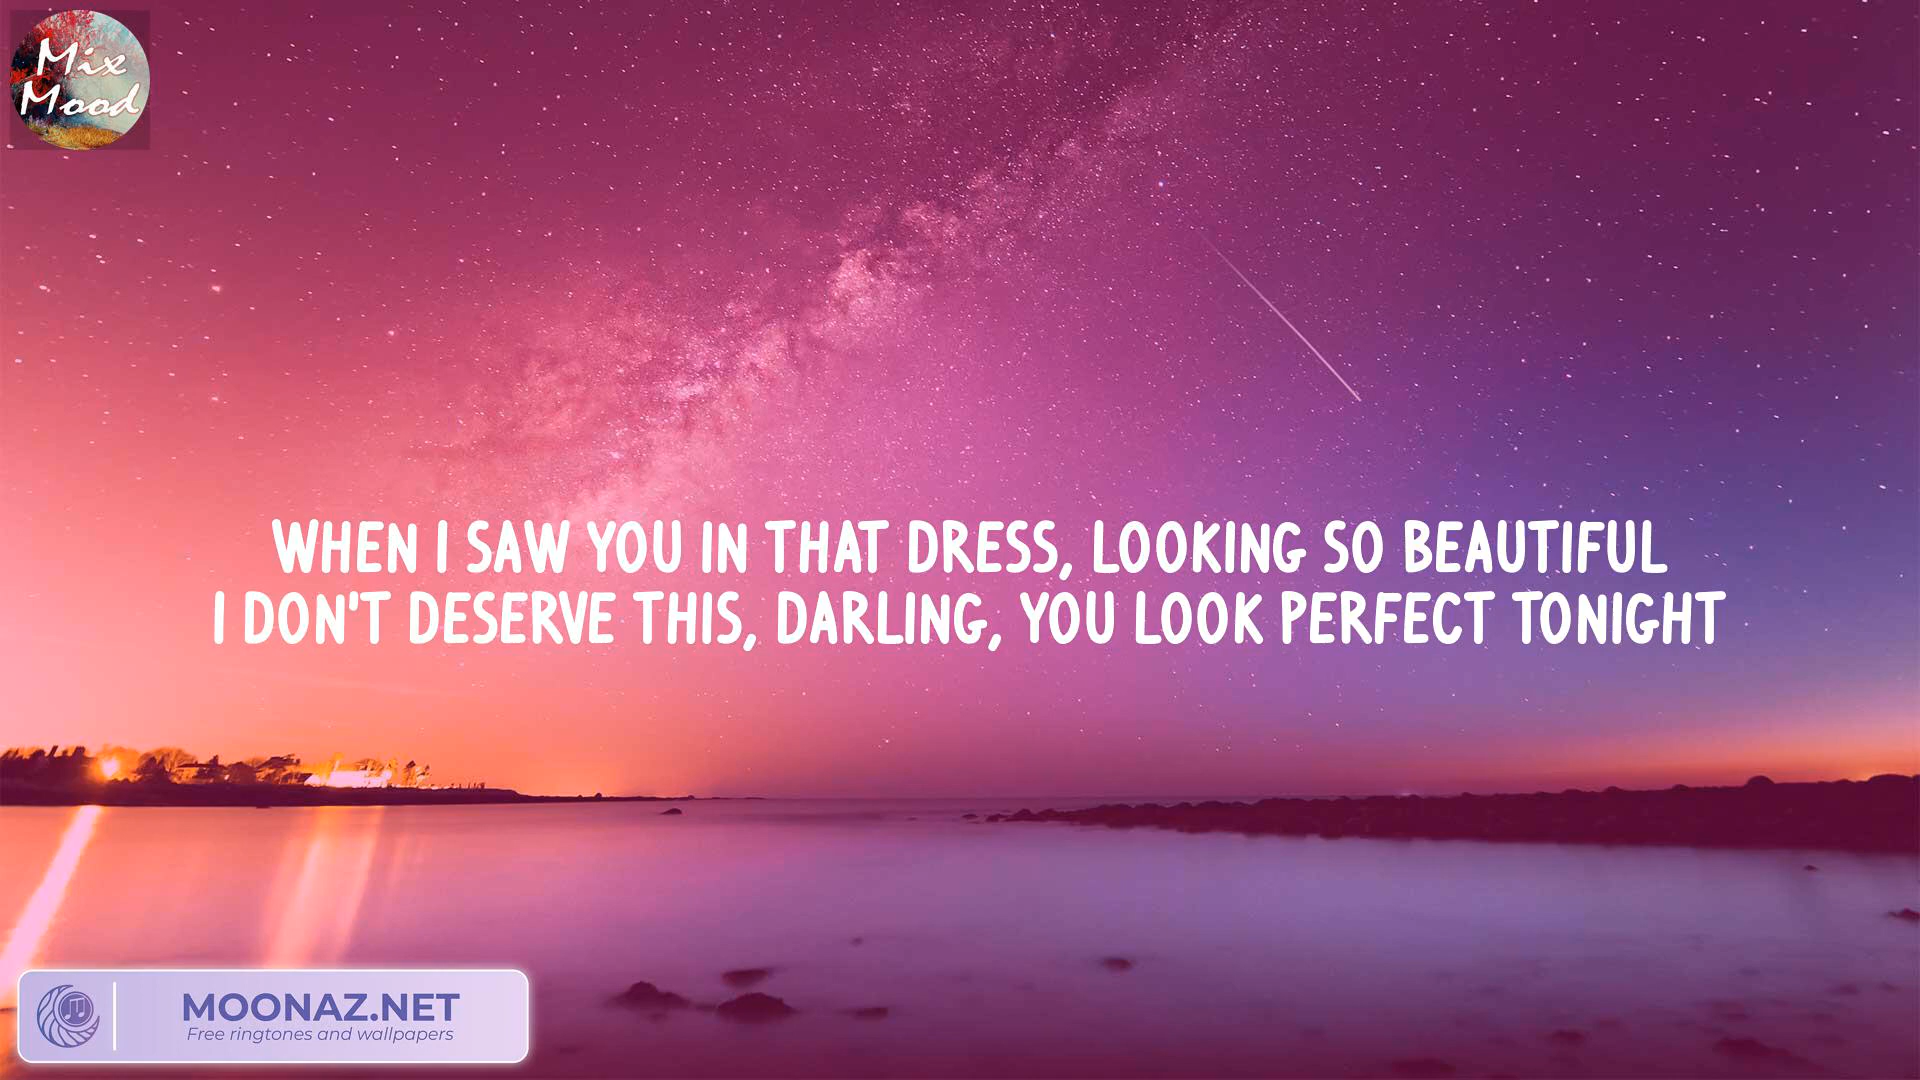 Mix
Mood
WHEN I SAW YOU IN THAT DRESS, LOOKING SO BEAUTIFUL
I DON'T DESERVE THIS, DARLING, YOU LOOK PERFECT TONIGHT
MOONAZ.NET
Free ringtones and wallpapers